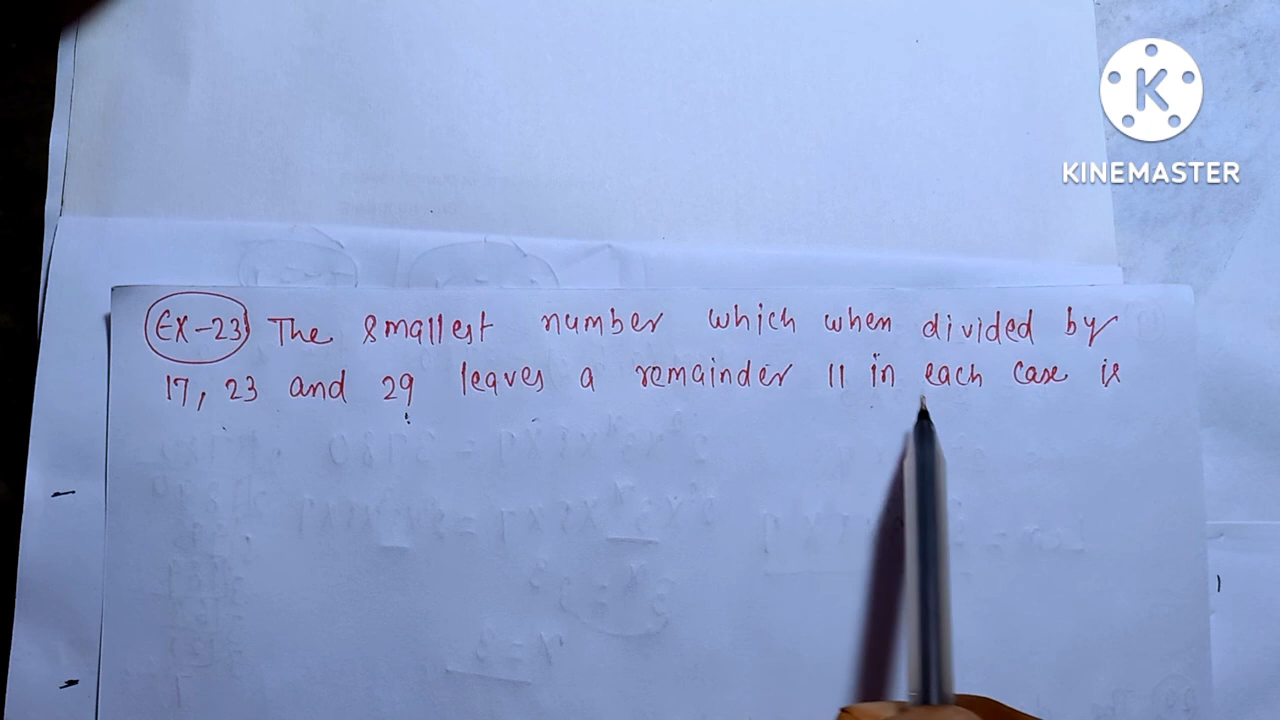 K
KINEMASTER
Ex-23 The smallest number which when divided by
17, 23 and 29 leaves a remainder 11 in each case is